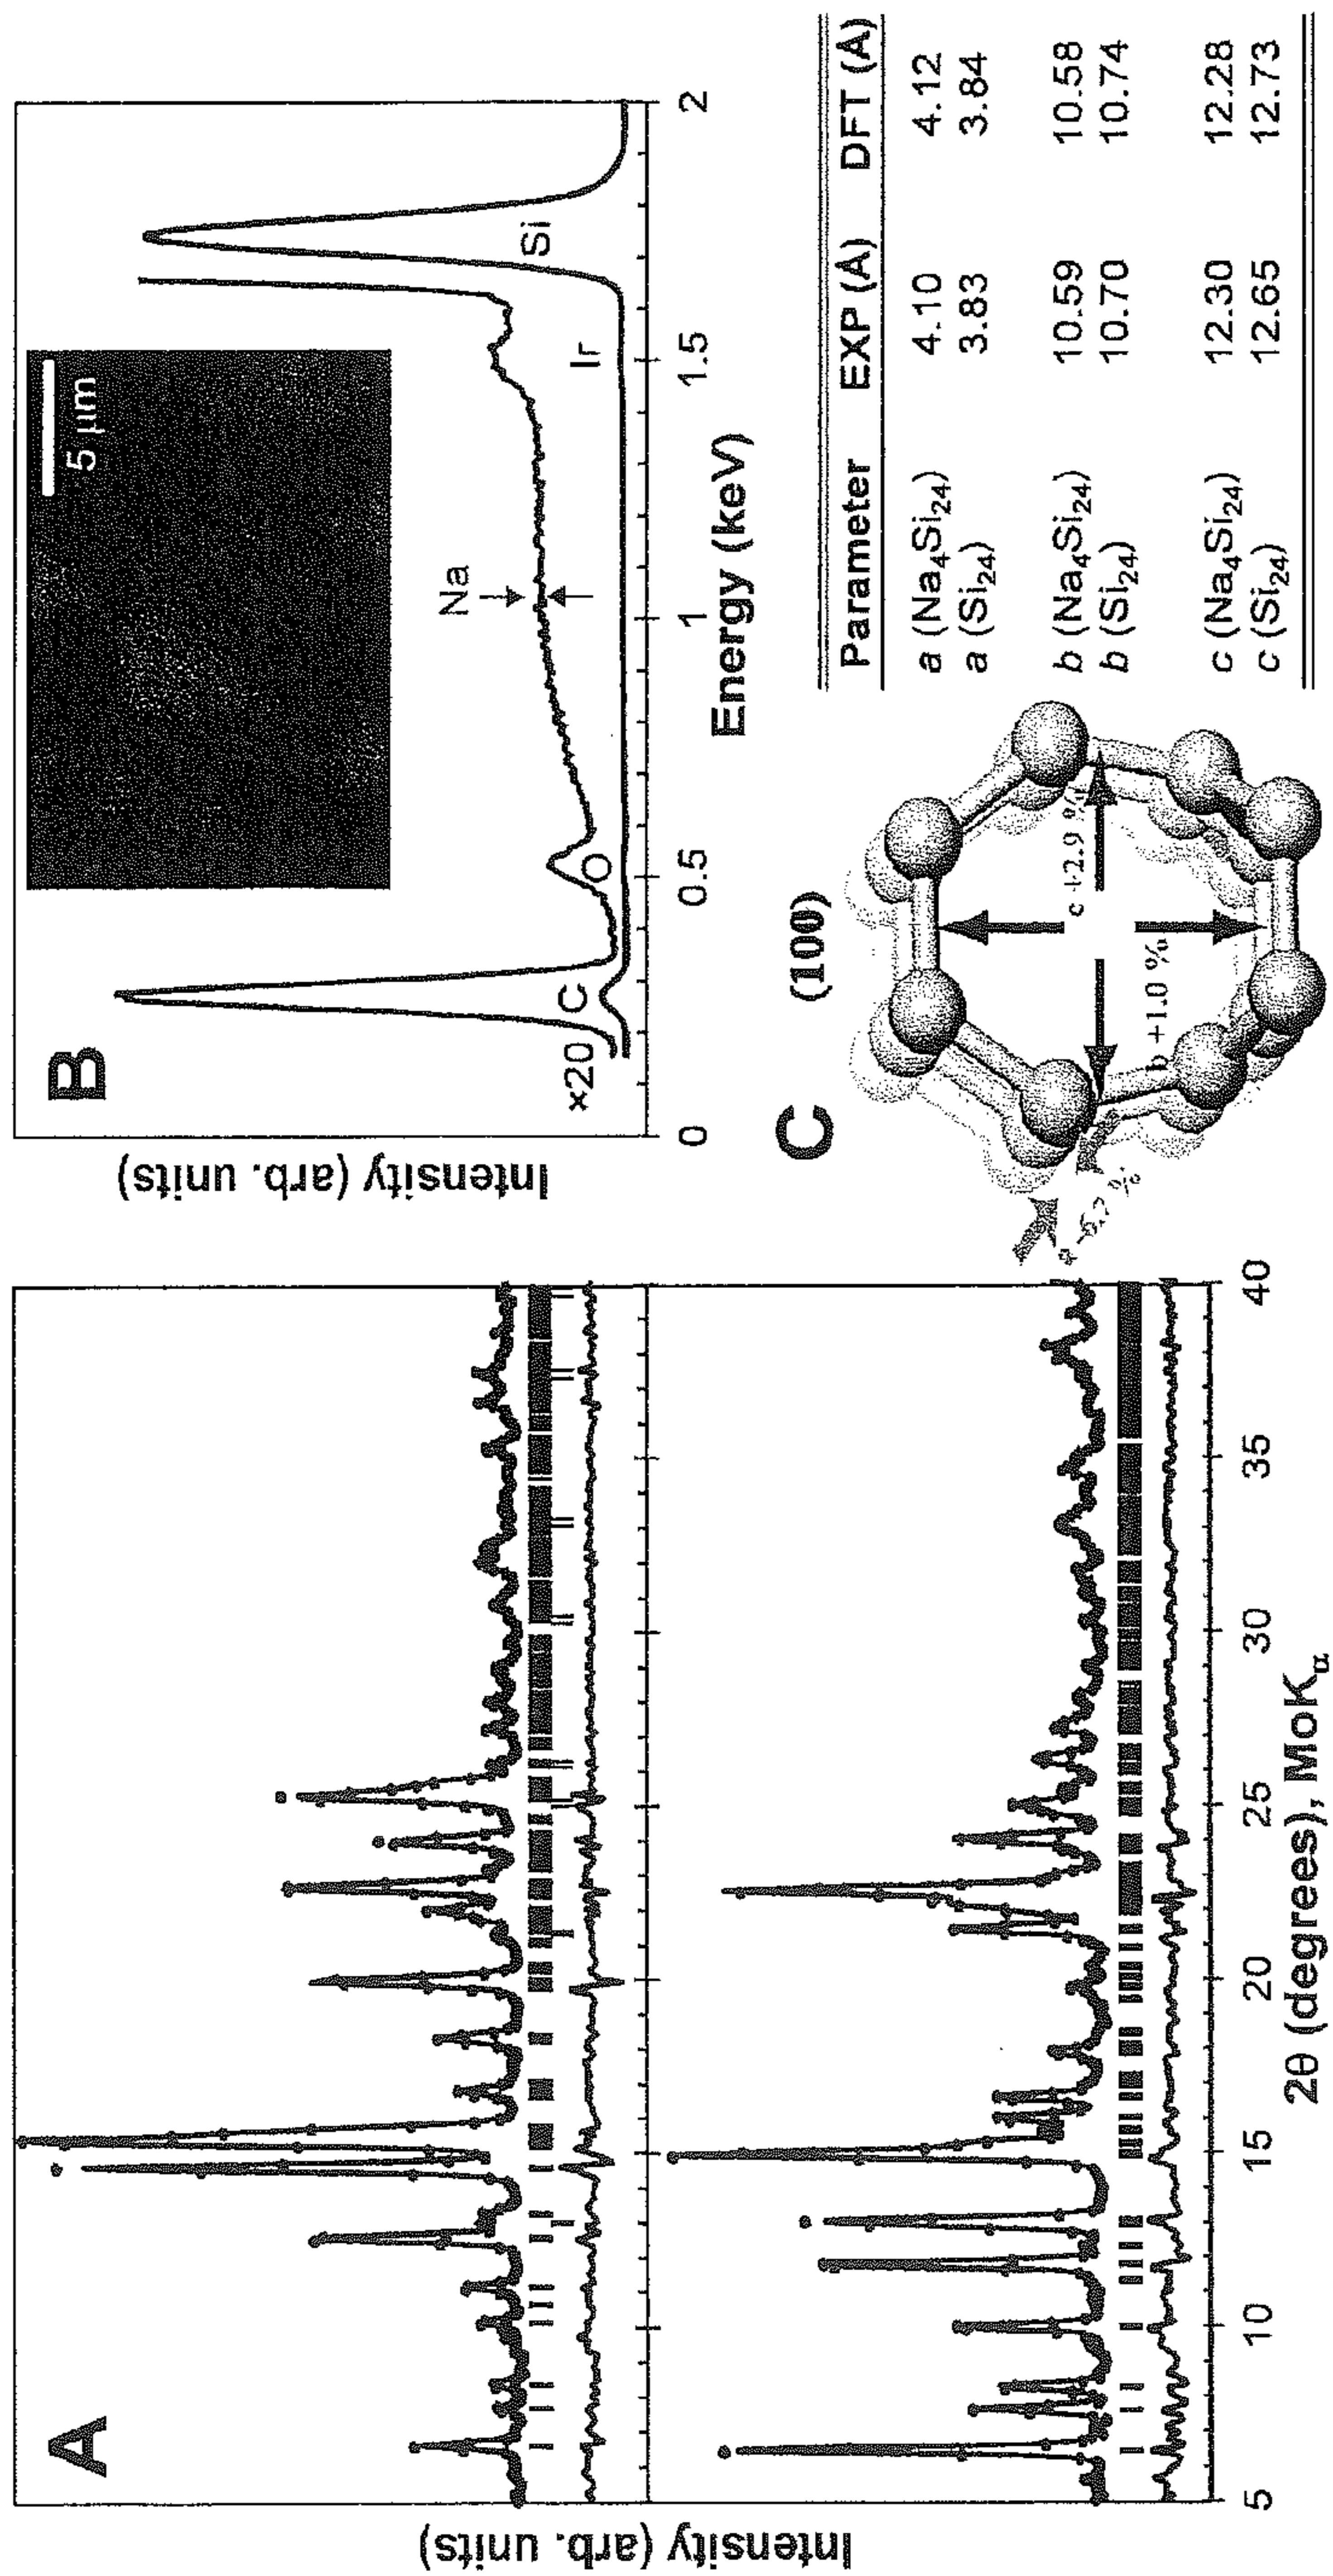 A
Intensity (arb. units)
5 10 15 20 25 30 35 40
2θ (degrees), MoKα
B
Intensity (arb. units)
5 μm
×20
C
O
Na
Ir
Si
0 0.5 1 1.5 2
Energy (keV)
C
(100)
c +2.9 %
b +1.0 %
Parameter EXP (Å) DFT (Å)
a (Na4Si24) 4.10 4.12
a (Si24) 3.83 3.84
b (Na4Si24) 10.59 10.58
b (Si24) 10.70 10.74
c (Na4Si24) 12.30 12.28
c (Si24) 12.65 12.73